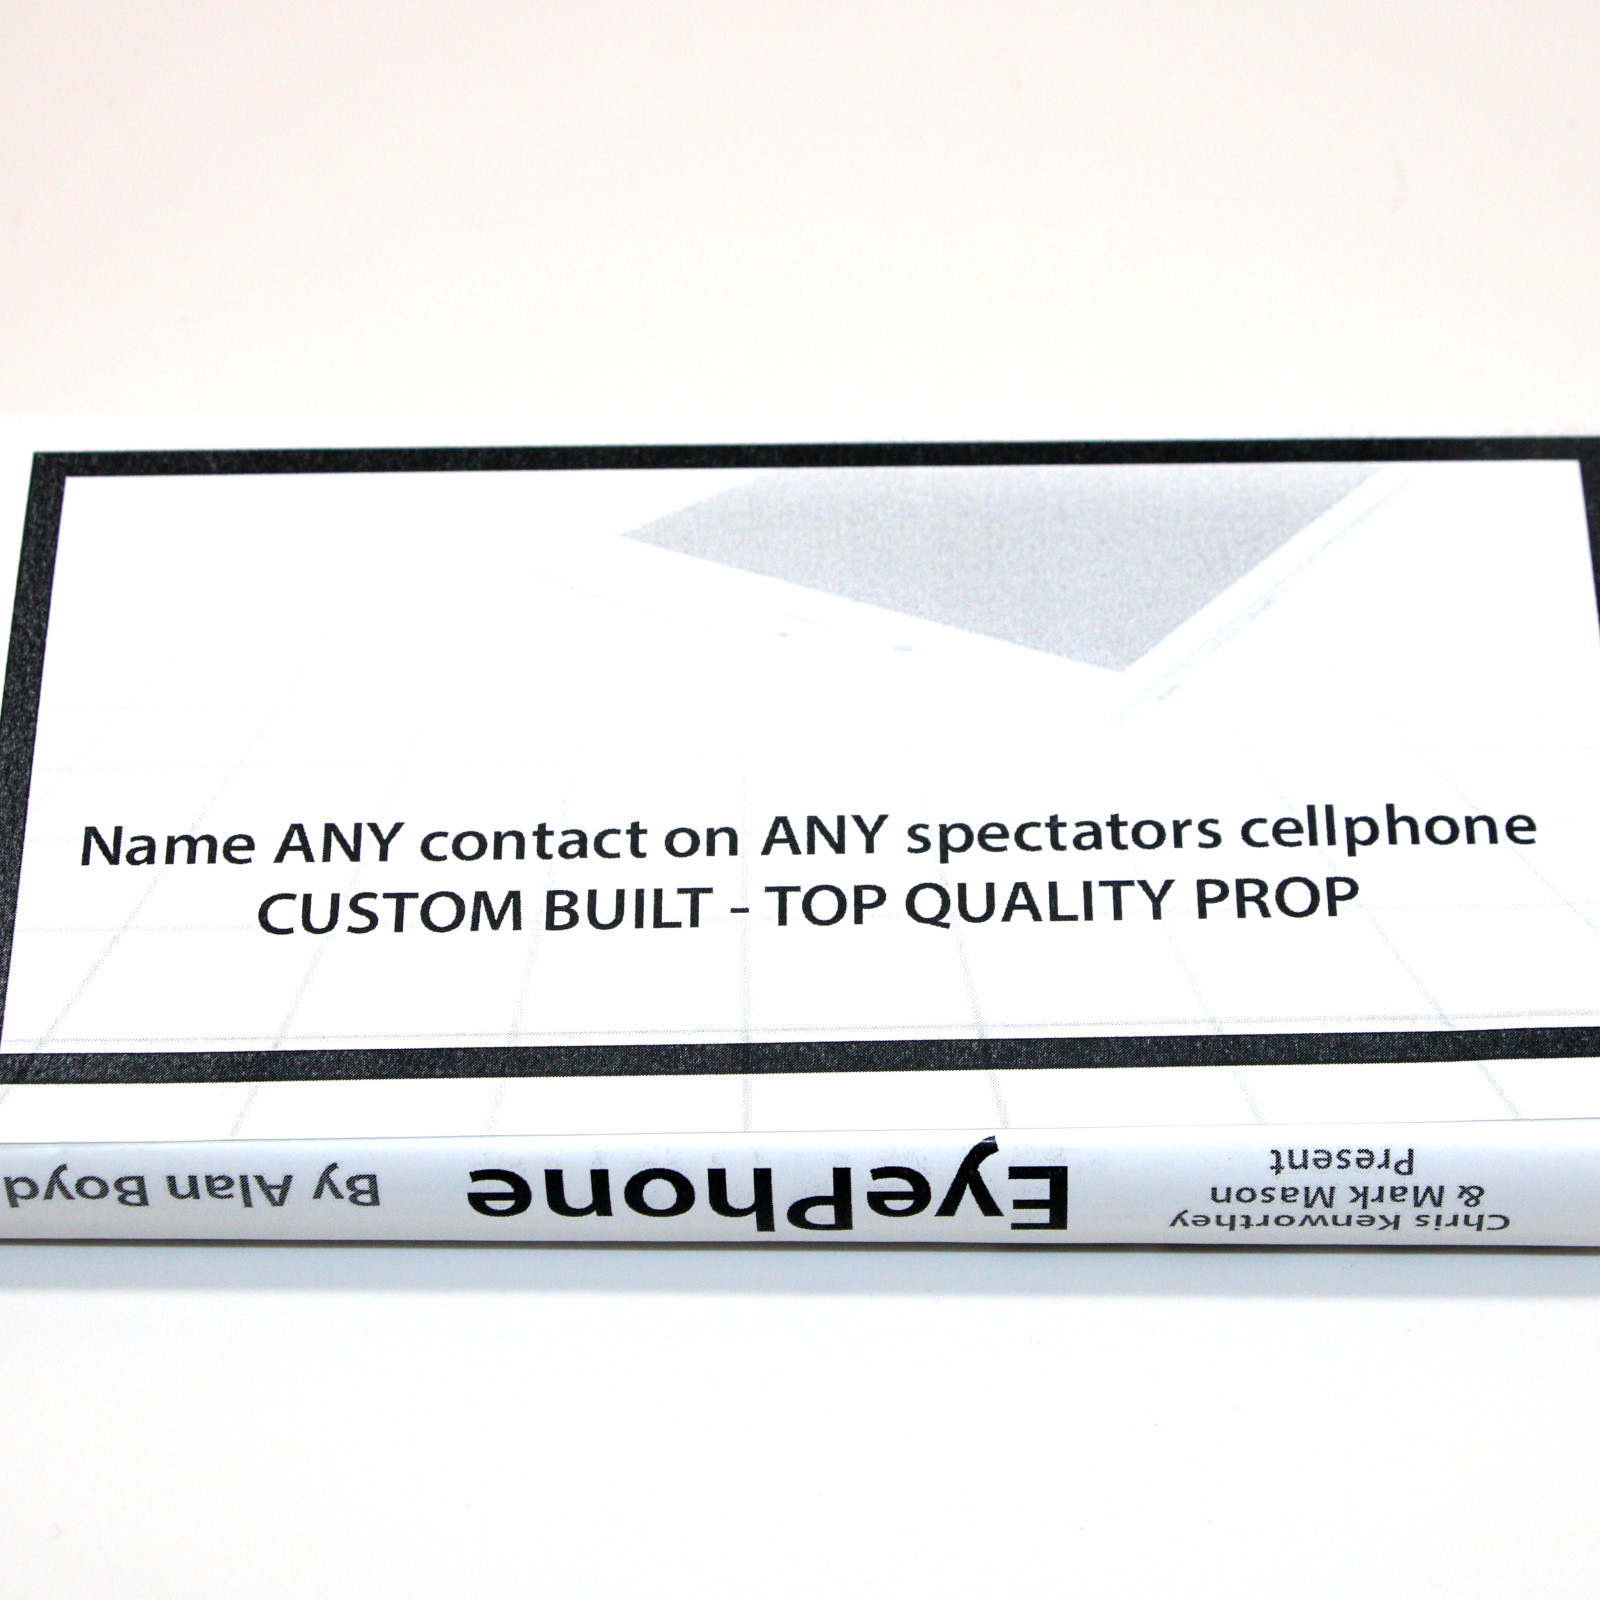 Name ANY contact on ANY spectators cellphone
CUSTOM BUILT - TOP QUALITY PROP
Chris Kenworthey
& Mark Mason
Present
EyePhone
By Alan Boyd